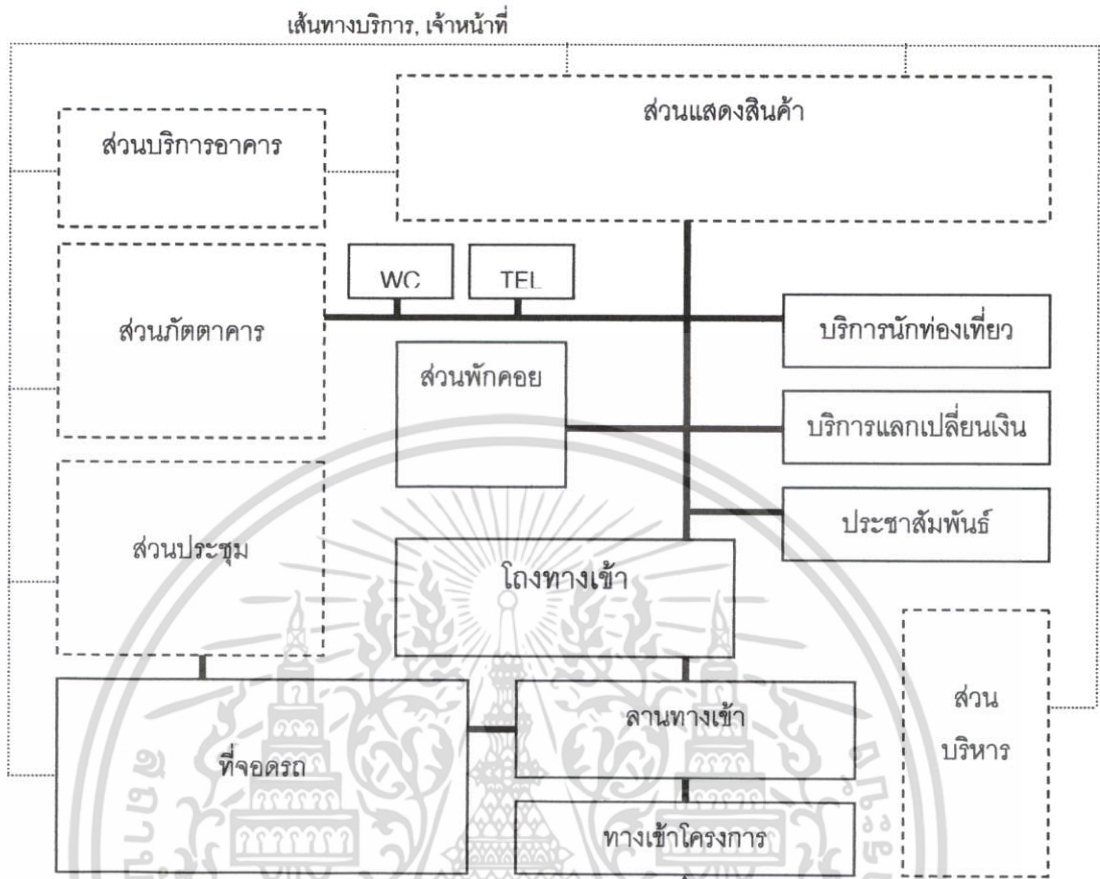 เส้นทางบริการ, เจ้าหน้าที่
ส่วนแสดงสินค้า
ส่วนบริการอาคาร
WC
TEL
ส่วนภัตตาคาร
บริการนักท่องเที่ยว
ส่วนพักคอย
บริการแลกเปลี่ยนเงิน
ประชาสัมพันธ์
ส่วนประชุม
โถงทางเข้า
ส่วน
บริหาร
ลานทางเข้า
ที่จอดรถ
ทางเข้าโครงการ